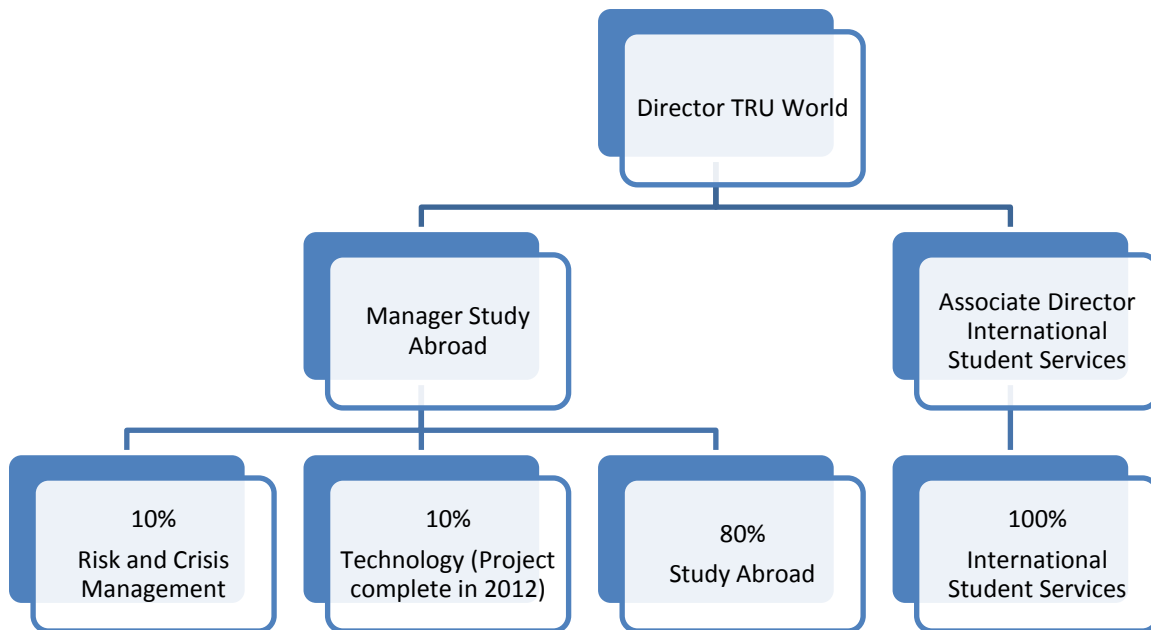 Director TRU World
Manager Study
Abroad
Associate Director
International
Student Services
10%
Risk and Crisis
Management
10%
Technology (Project
complete in 2012)
80%
Study Abroad
100%
International
Student Services